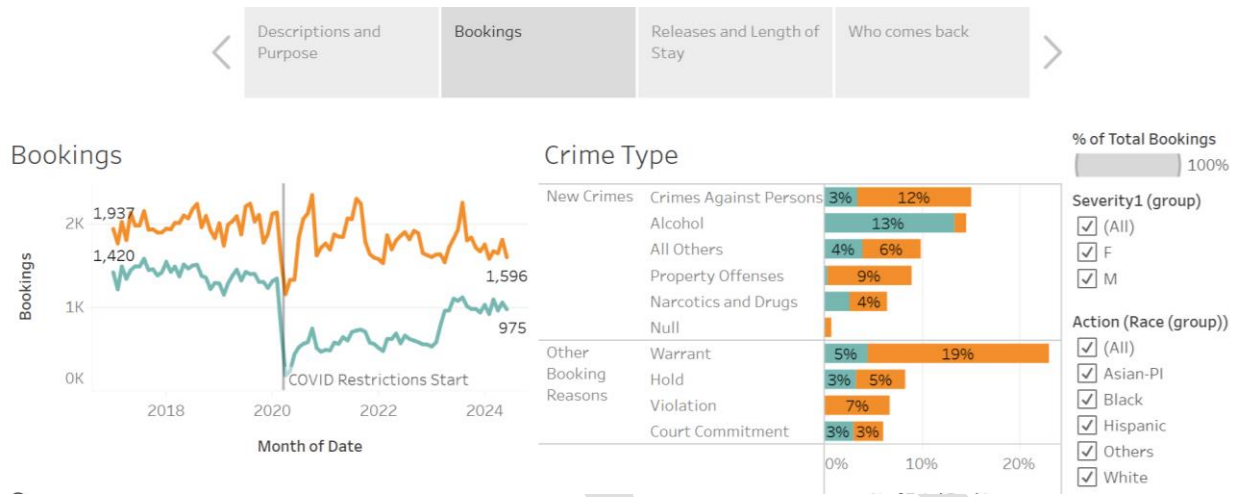 Descriptions and
Purpose
Bookings
Releases and Length of
Stay
Who comes back
Bookings
2K
1K
0K
Bookings
1,937
1,420
1,596
975
COVID Restrictions Start
2018
2020
2022
2024
Month of Date
Crime Type
New Crimes
Crimes Against Persons
3%
12%
Alcohol
13%
All Others
4%
6%
Property Offenses
9%
Narcotics and Drugs
4%
Null
Other
Booking
Reasons
Warrant
5%
19%
Hold
3%
5%
Violation
7%
Court Commitment
3%
3%
0%
10%
20%
% of Total Bookings
100%
Severity1 (group)
(All)
F
M
Action (Race (group))
(All)
Asian-PI
Black
Hispanic
Others
White